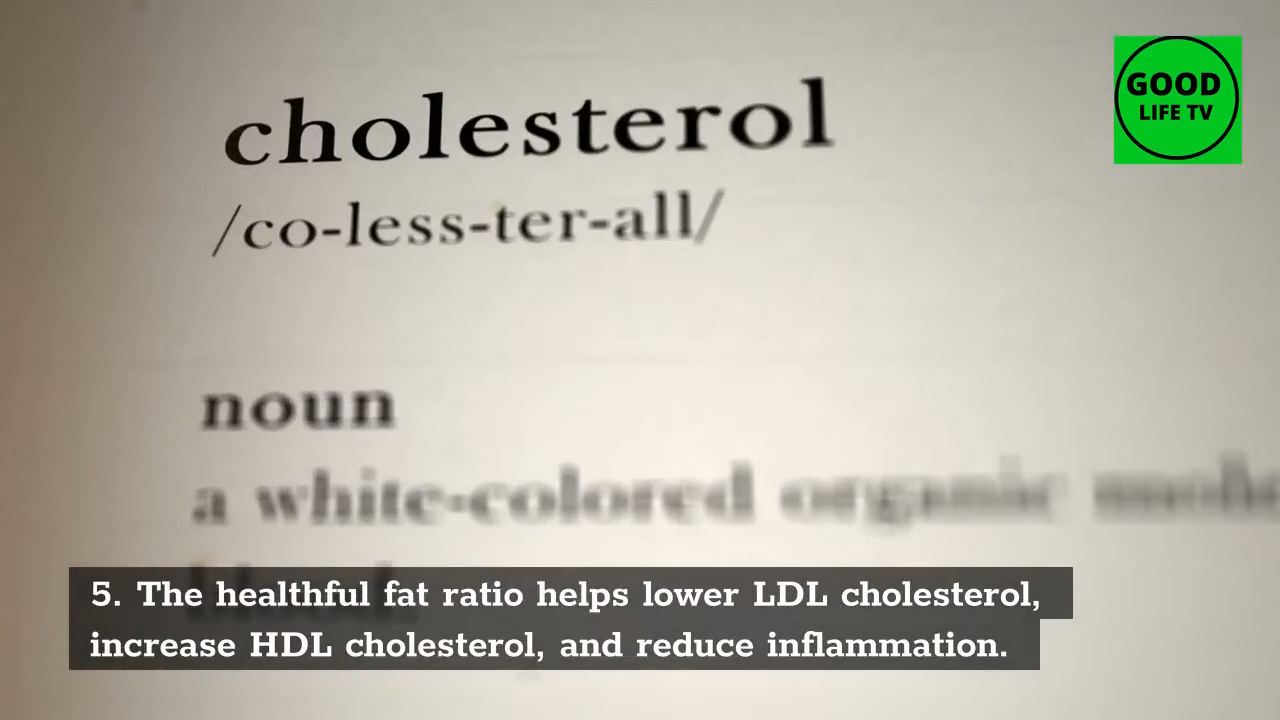 GOOD
LIFE TV
cholesterol
/co-less-ter-all/
noun
a white-colored organic
5. The healthful fat ratio helps lower LDL cholesterol,
increase HDL cholesterol, and reduce inflammation.